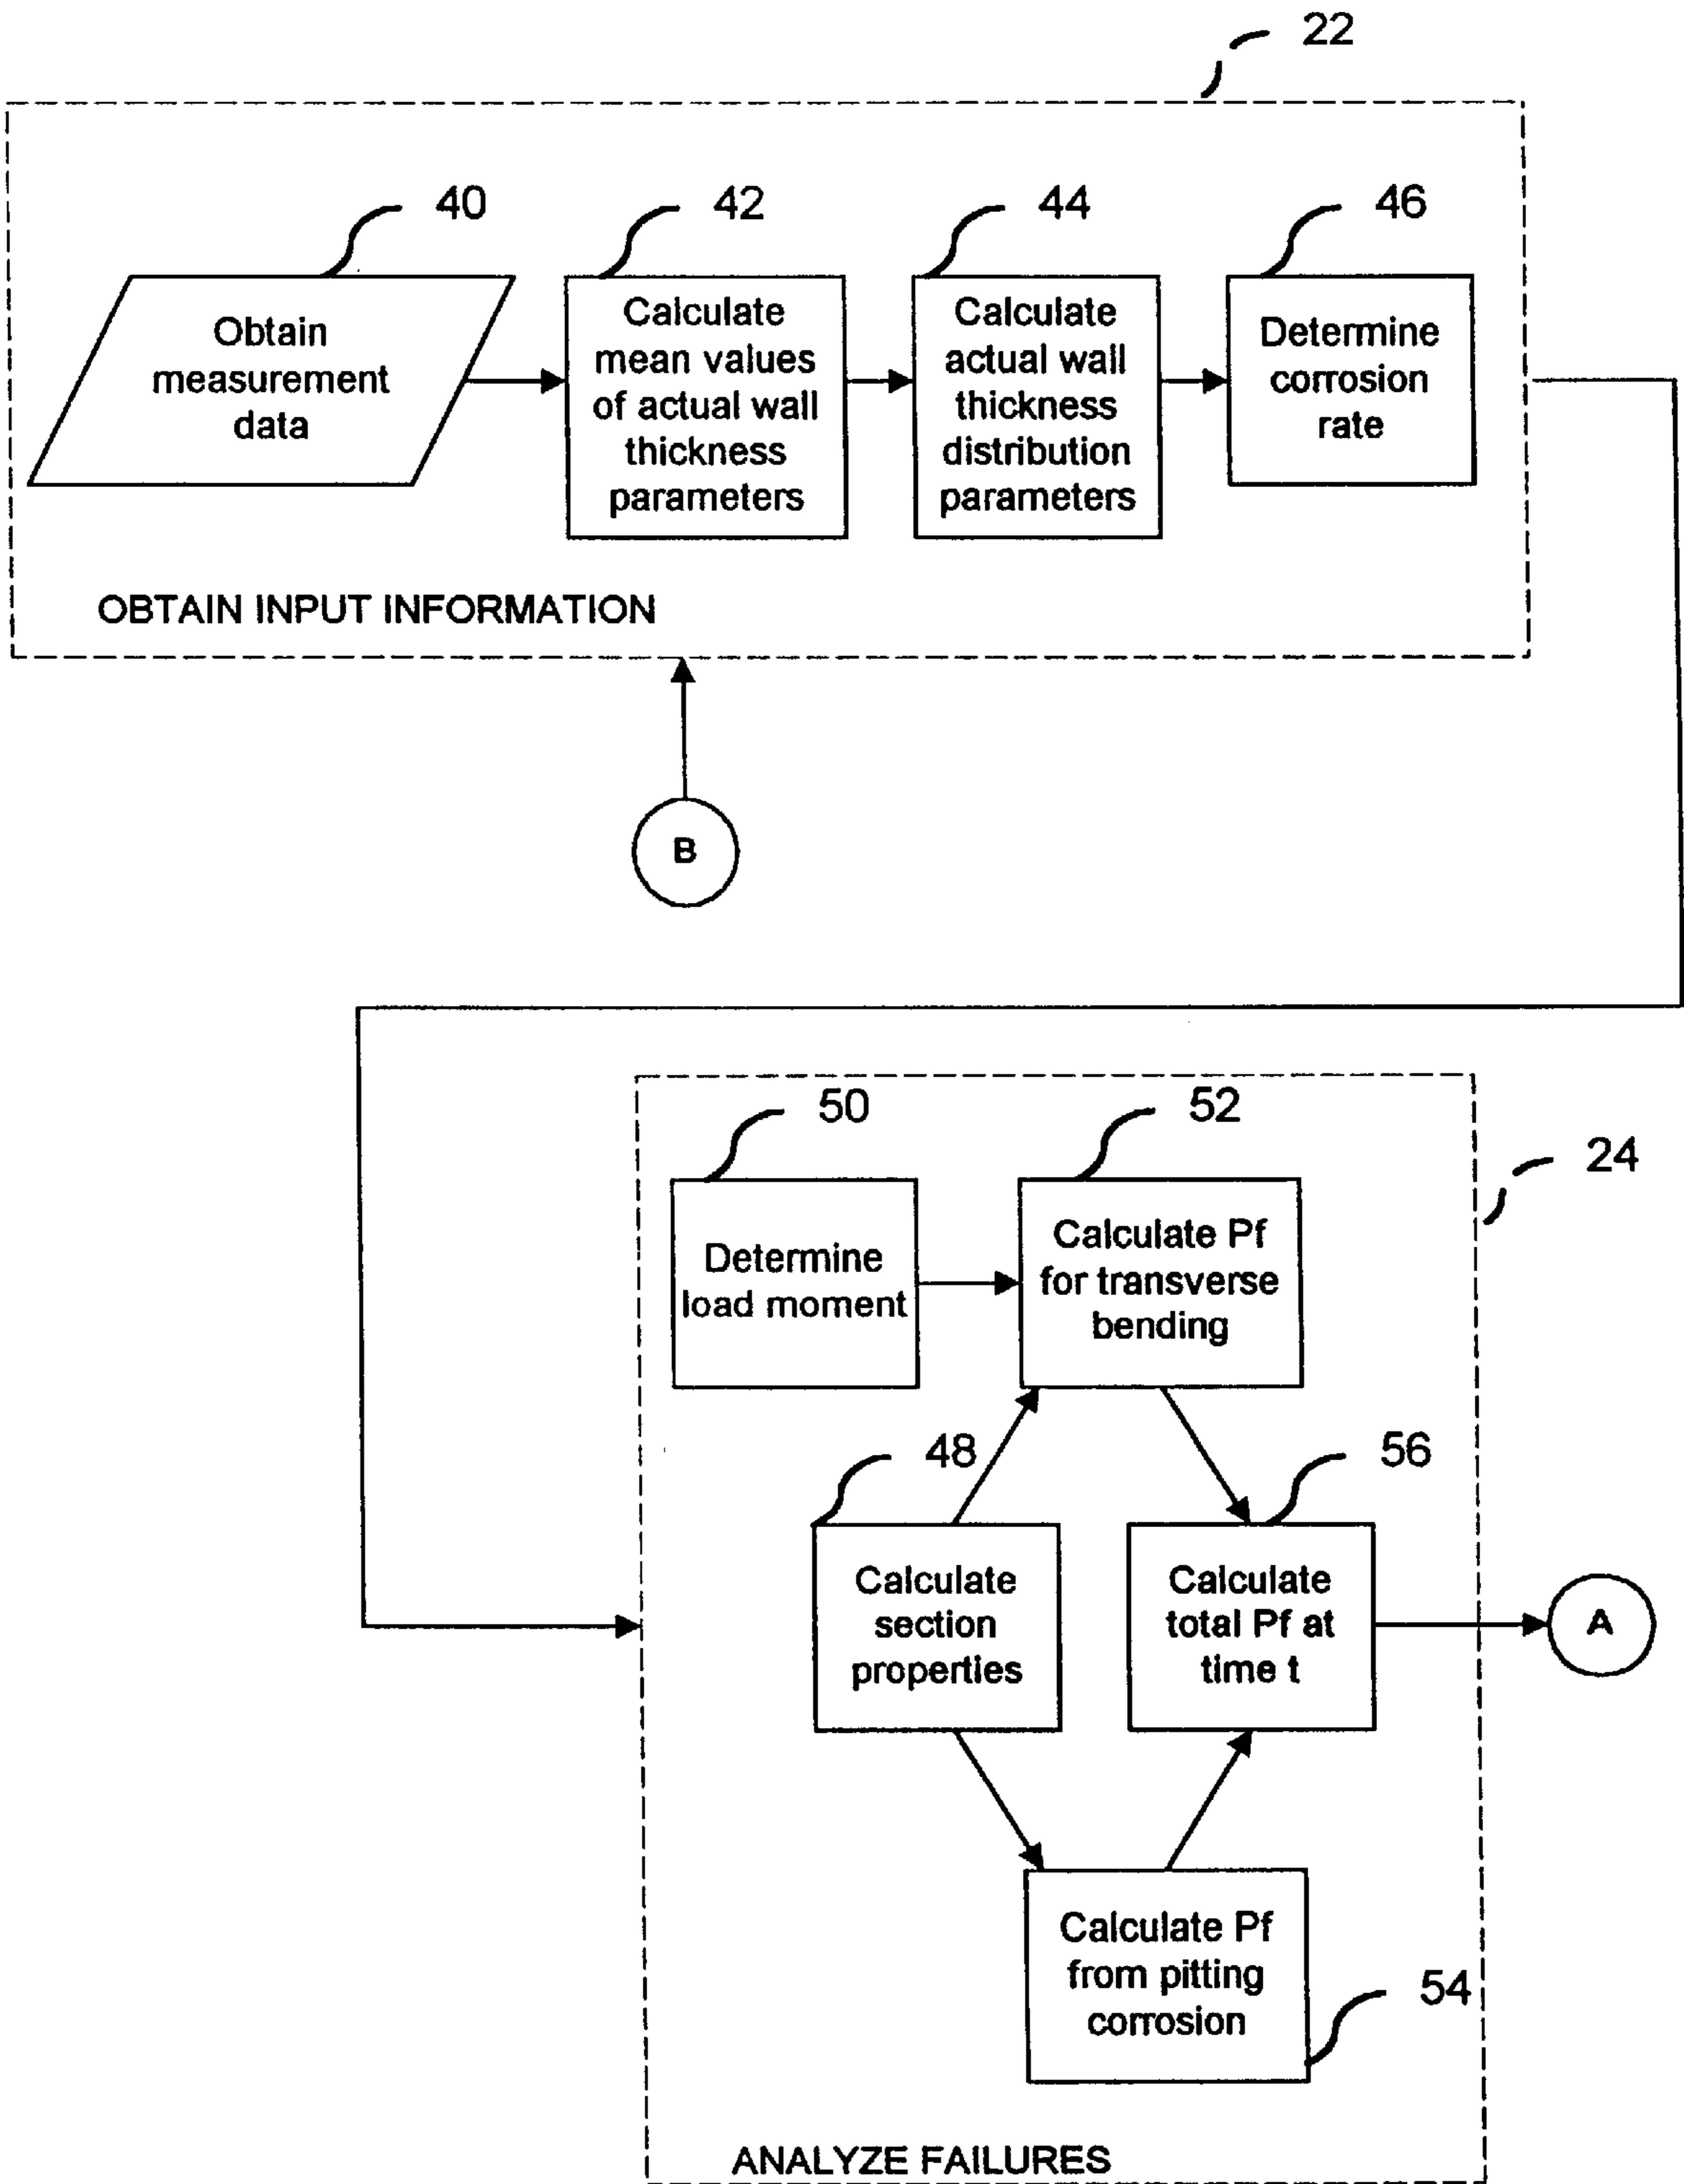 22
40
42
44
46
Obtain
measurement
data
Calculate
mean values
of actual wall
thickness
parameters
Calculate
actual wall
thickness
distribution
parameters
Determine
corrosion
rate
OBTAIN INPUT INFORMATION
B
50
52
24
Determine
load moment
Calculate Pf
for transverse
bending
48
56
Calculate
section
properties
Calculate
total Pf at
time t
A
Calculate Pf
from pitting
corrosion
54
ANALYZE FAILURES